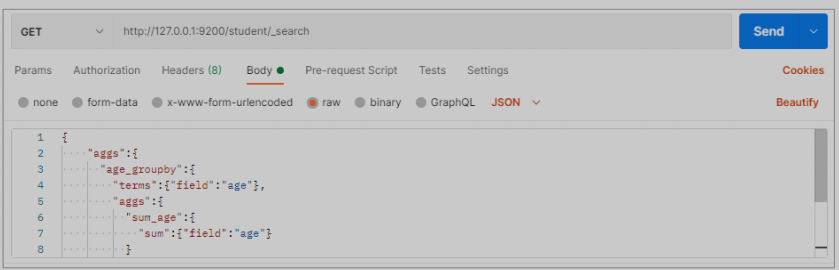 GET http://127.0.0.1:9200/student/_search Send
Params Authorization Headers (8) Body Pre-request Script Tests Settings Cookies
none form-data x-www-form-urlencoded raw binary GraphQL JSON Beautify
1 {
2 "aggs":{
3 "age_groupby":{
4 "terms":{"field":"age"},
5 "aggs":{
6 "sum_age":{
7 "sum":{"field":"age"}
8 }